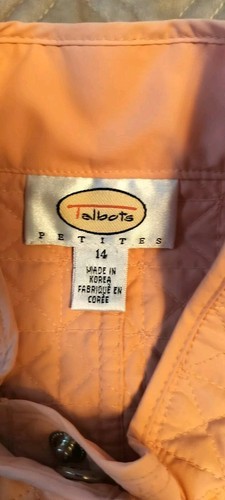 Talbots
PETITES
14
MADE IN
KOREA
FABRIQUÉ EN
CORÉE